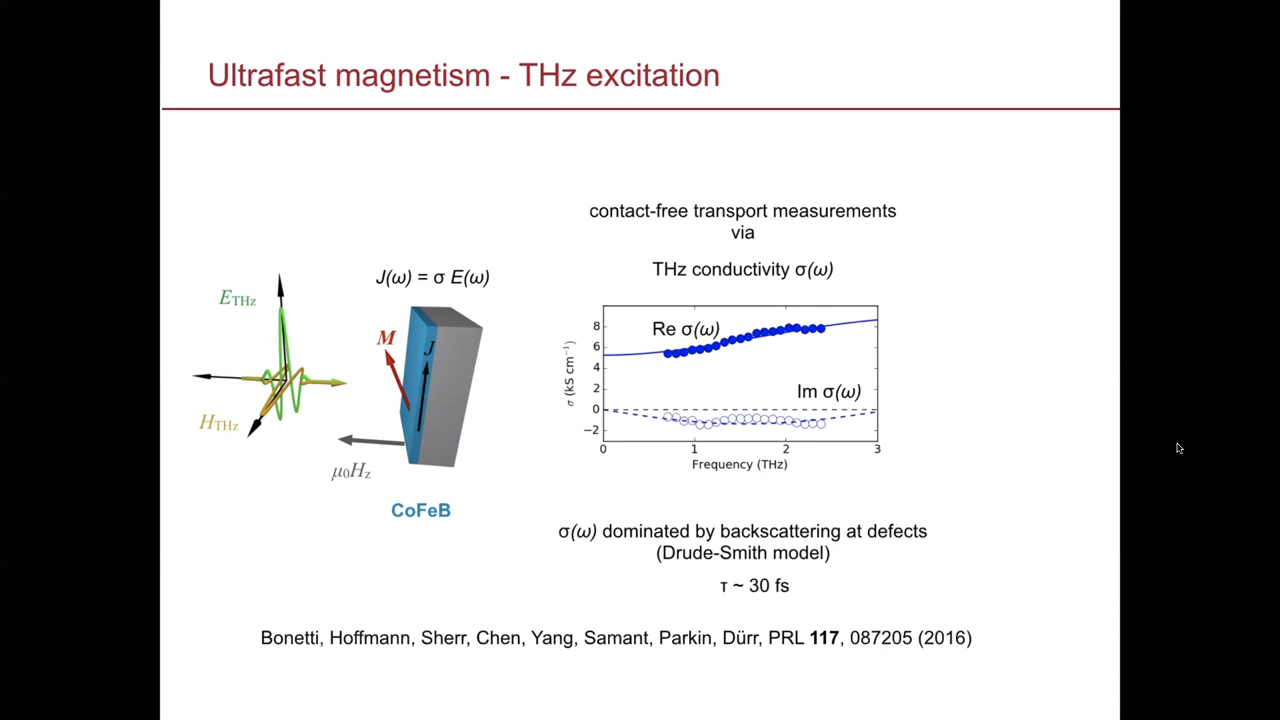 Ultrafast magnetism - THz excitation
contact-free transport measurements
via
THz conductivity σ(ω)
J(ω) = σ E(ω)
E_THz
M
J
H_THz
μ₀H_z
CoFeB
Re σ(ω)
Im σ(ω)
σ (kS cm⁻¹)
8
6
4
2
0
−2
0 1 2 3
Frequency (THz)
σ(ω) dominated by backscattering at defects
(Drude-Smith model)
τ ~ 30 fs
Bonetti, Hoffmann, Sherr, Chen, Yang, Samant, Parkin, Dürr, PRL 117, 087205 (2016)